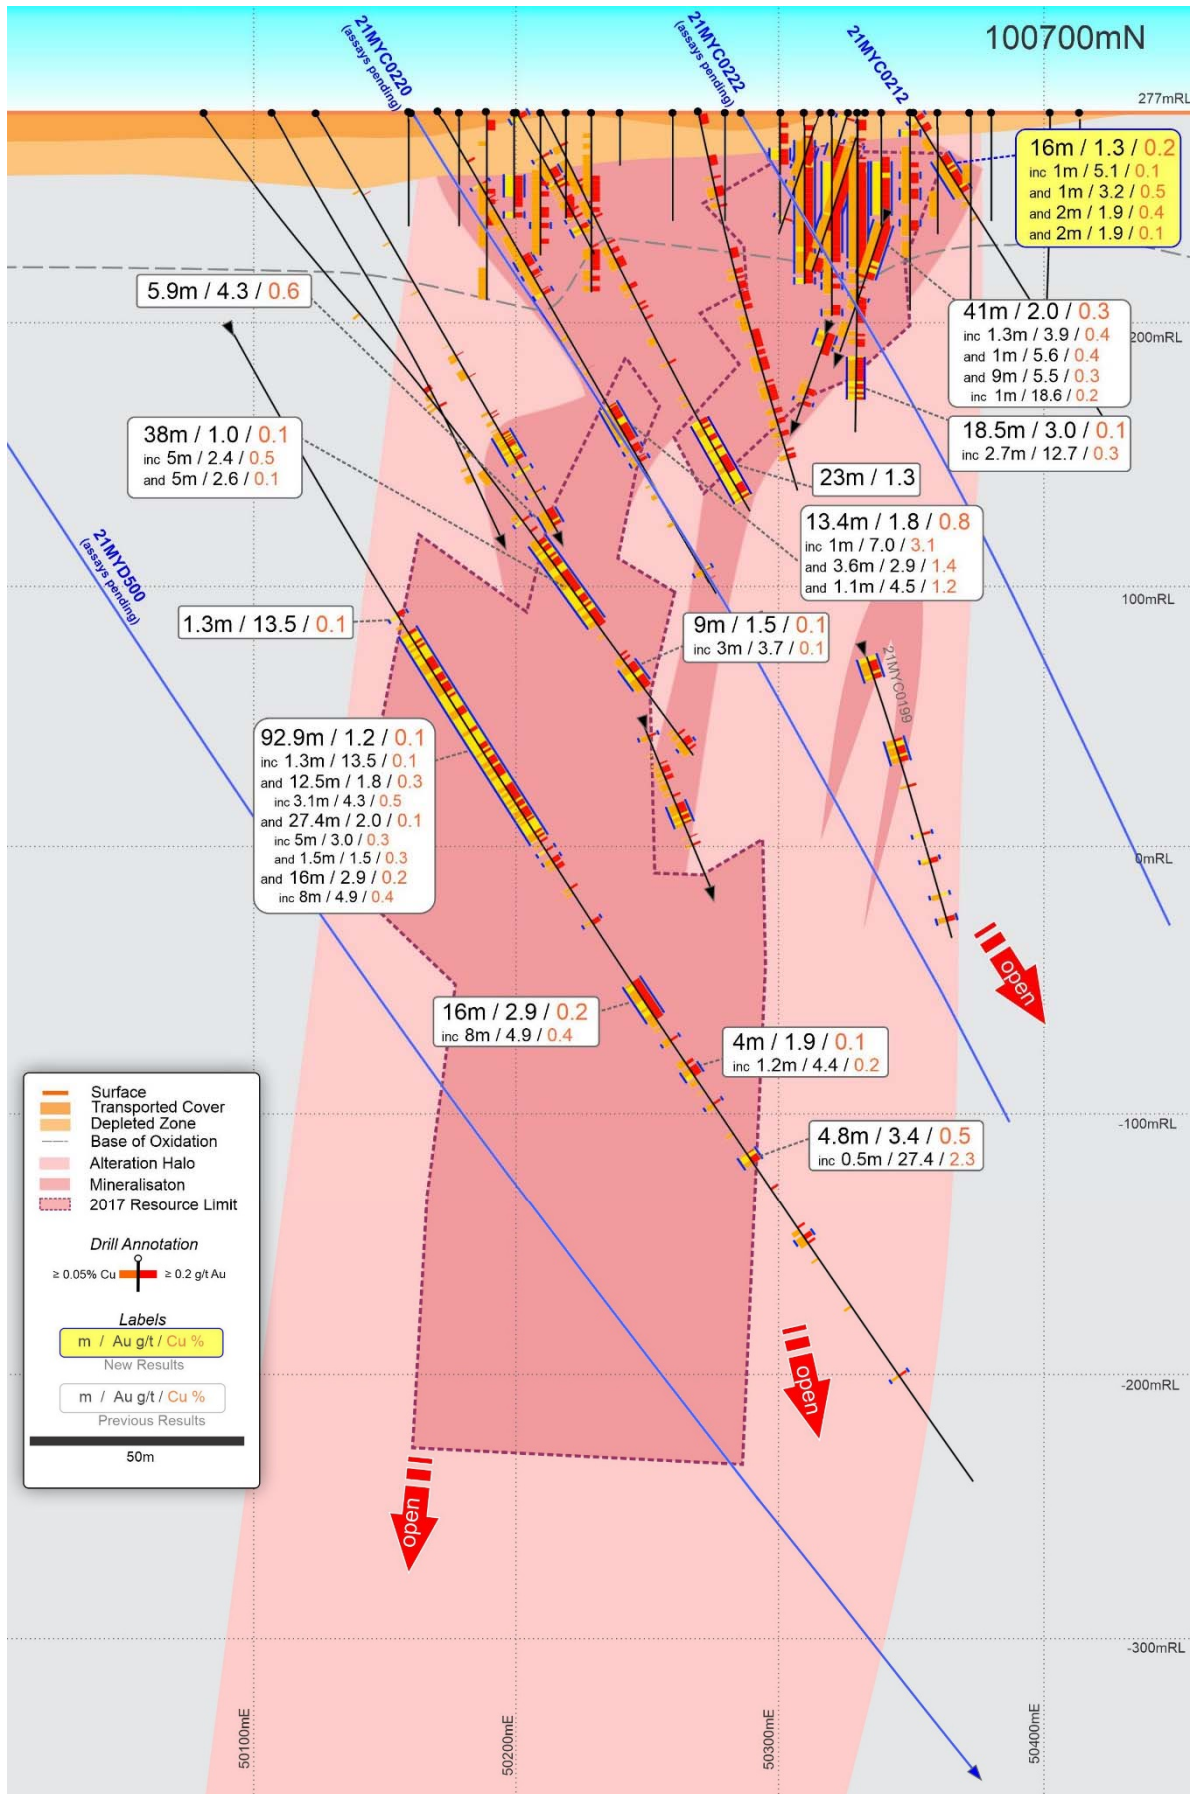 100700mN
21MYC0220
(assays pending)
21MYC0222
(assays pending)
21MYC0212
277mRL
16m / 1.3 / 0.2
inc 1m / 5.1 / 0.1
and 1m / 3.2 / 0.5
and 2m / 1.9 / 0.4
and 2m / 1.9 / 0.1
5.9m / 4.3 / 0.6
41m / 2.0 / 0.3
inc 1.3m / 3.9 / 0.4
and 1m / 5.6 / 0.4
and 9m / 5.5 / 0.3
inc 1m / 18.6 / 0.2
200mRL
38m / 1.0 / 0.1
inc 5m / 2.4 / 0.5
and 5m / 2.6 / 0.1
18.5m / 3.0 / 0.1
inc 2.7m / 12.7 / 0.3
23m / 1.3
13.4m / 1.8 / 0.8
inc 1m / 7.0 / 3.1
and 3.6m / 2.9 / 1.4
and 1.1m / 4.5 / 1.2
21MYD500
(assays pending)
100mRL
1.3m / 13.5 / 0.1
9m / 1.5 / 0.1
inc 3m / 3.7 / 0.1
21MYC0199
92.9m / 1.2 / 0.1
inc 1.3m / 13.5 / 0.1
and 12.5m / 1.8 / 0.3
inc 3.1m / 4.3 / 0.5
and 27.4m / 2.0 / 0.1
inc 5m / 3.0 / 0.3
and 1.5m / 1.5 / 0.3
and 16m / 2.9 / 0.2
inc 8m / 4.9 / 0.4
0mRL
open
16m / 2.9 / 0.2
inc 8m / 4.9 / 0.4
4m / 1.9 / 0.1
inc 1.2m / 4.4 / 0.2
-100mRL
4.8m / 3.4 / 0.5
inc 0.5m / 27.4 / 2.3
Surface
Transported Cover
Depleted Zone
Base of Oxidation
Alteration Halo
Mineralisaton
2017 Resource Limit
Drill Annotation
≥ 0.05% Cu
≥ 0.2 g/t Au
Labels
m / Au g/t / Cu %
New Results
m / Au g/t / Cu %
Previous Results
50m
open
-200mRL
open
-300mRL
50100mE
50200mE
50300mE
50400mE